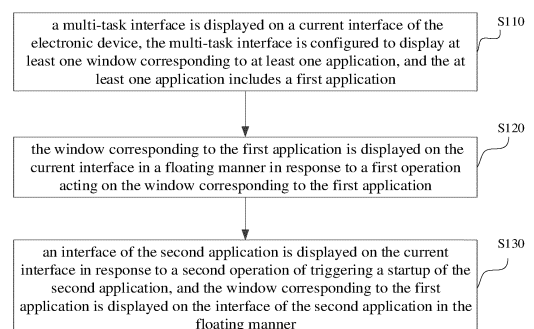 a multi-task interface is displayed on a current interface of the
electronic device, the multi-task interface is configured to display at
least one window corresponding to at least one application, and the at
least one application includes a first application
S110
the window corresponding to the first application is displayed on the
current interface in a floating manner in response to a first operation
acting on the window corresponding to the first application
S120
an interface of the second application is displayed on the current
interface in response to a second operation of triggering a startup of the
second application, and the window corresponding to the first
application is displayed on the interface of the second application in the
floating manner
S130